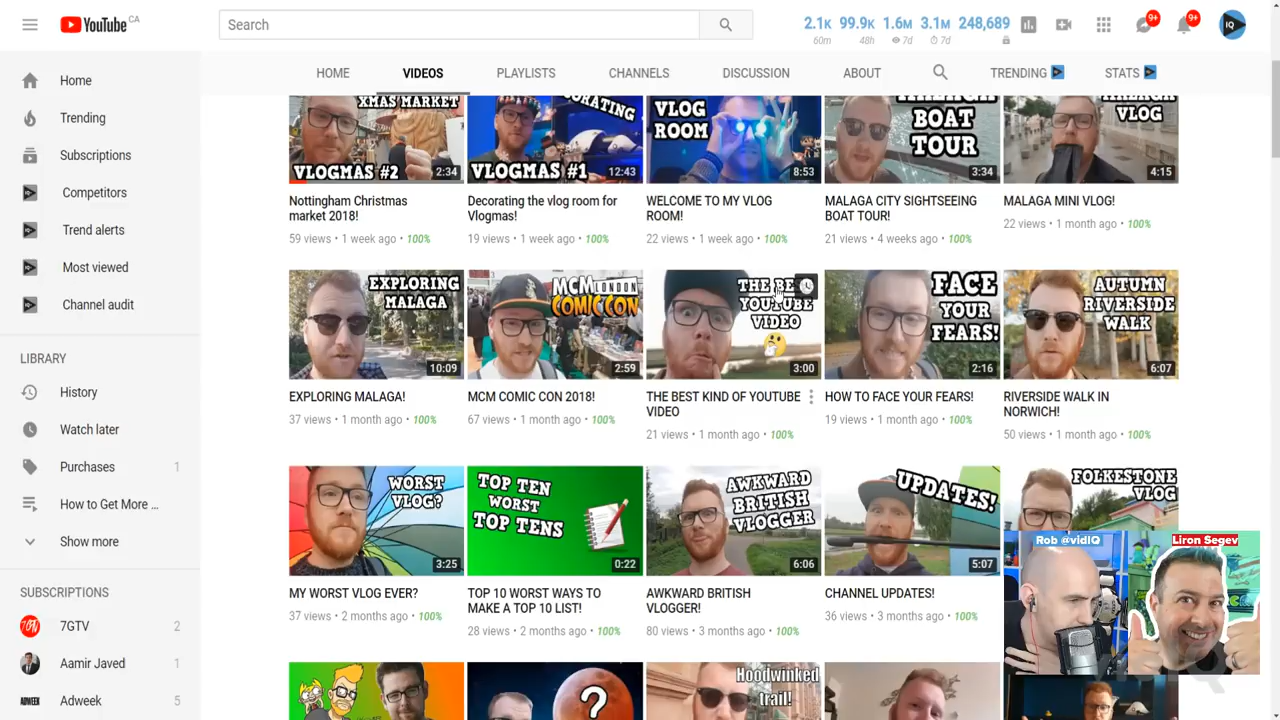 YouTube CA
Search
2.1K 99.9K 1.6M 3.1M 248,689
60m 48h 7d 7d
9+ 9+
IQ
HOME VIDEOS PLAYLISTS CHANNELS DISCUSSION ABOUT TRENDING STATS
Home
Trending
Subscriptions
Competitors
Trend alerts
Most viewed
Channel audit
LIBRARY
History
Watch later
Purchases 1
How to Get More ...
Show more
SUBSCRIPTIONS
7GTV 2
Aamir Javed 1
ADWEEK Adweek 5
XMAS MARKET
VLOGMAS #2
2:34
Nottingham Christmas
market 2018!
59 views • 1 week ago • 100%
VLOGMAS #1
12:43
Decorating the vlog room for
Vlogmas!
19 views • 1 week ago • 100%
VLOG
ROOM
8:53
WELCOME TO MY VLOG
ROOM!
22 views • 1 week ago • 100%
BOAT
TOUR
3:34
MALAGA CITY SIGHTSEEING
BOAT TOUR!
21 views • 4 weeks ago • 100%
VLOG
4:15
MALAGA MINI VLOG!
22 views • 1 month ago • 100%
EXPLORING
MALAGA
10:09
EXPLORING MALAGA!
37 views • 1 month ago • 100%
MCM LONDON
COMIC CON
2:59
MCM COMIC CON 2018!
67 views • 1 month ago • 100%
THE BE
YOUTUBE
VIDEO
3:00
THE BEST KIND OF YOUTUBE
VIDEO
21 views • 1 month ago • 100%
FACE
YOUR
FEARS!
2:16
HOW TO FACE YOUR FEARS!
19 views • 1 month ago • 100%
AUTUMN
RIVERSIDE
WALK
6:07
RIVERSIDE WALK IN
NORWICH!
50 views • 1 month ago • 100%
WORST
VLOG?
3:25
MY WORST VLOG EVER?
37 views • 2 months ago • 100%
TOP TEN
WORST
TOP TENS
0:22
TOP 10 WORST WAYS TO
MAKE A TOP 10 LIST!
28 views • 2 months ago • 100%
AWKWARD
BRITISH
VLOGGER
6:06
AWKWARD BRITISH
VLOGGER!
80 views • 3 months ago • 100%
UPDATES!
5:07
CHANNEL UPDATES!
36 views • 3 months ago • 100%
FOLKESTONE
VLOG
Rob @vidIQ
Liron Segev
?
Hoodwinked
trail!